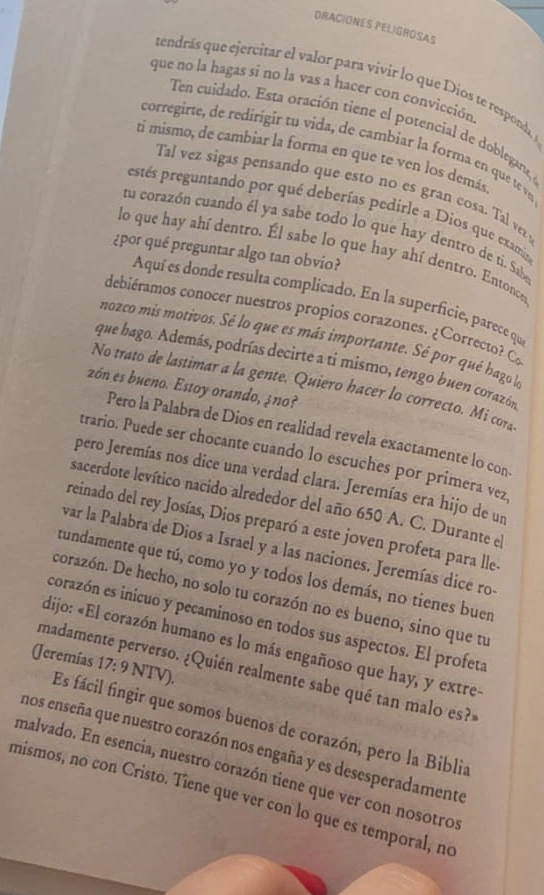 ORACIONES PELIGROSAS
tendrás que ejercitar el valor para vivir lo que Dios te responda.
que no la hagas si no la vas a hacer con convicción.
Ten cuidado. Esta oración tiene el potencial de doblegarte, de
corregirte, de redirigir tu vida, de cambiar la forma en que te ves a
ti mismo, de cambiar la forma en que te ven los demás.
Tal vez sigas pensando que esto no es gran cosa. Tal vez te
estés preguntando por qué deberías pedirle a Dios que examine
tu corazón cuando él ya sabe todo lo que hay dentro de ti. Sabes
lo que hay ahí dentro. Él sabe lo que hay ahí dentro. Entonces,
¿por qué preguntar algo tan obvio?
Aquí es donde resulta complicado. En la superficie, parece que
debiéramos conocer nuestros propios corazones. ¿Correcto? Co-
nozco mis motivos. Sé lo que es más importante. Sé por qué hago lo
que hago. Además, podrías decirte a ti mismo, tengo buen corazón.
No trato de lastimar a la gente. Quiero hacer lo correcto. Mi cora-
zón es bueno. Estoy orando, ¿no?
Pero la Palabra de Dios en realidad revela exactamente lo con-
trario. Puede ser chocante cuando lo escuches por primera vez,
pero Jeremías nos dice una verdad clara. Jeremías era hijo de un
sacerdote levítico nacido alrededor del año 650 A. C. Durante el
reinado del rey Josías, Dios preparó a este joven profeta para lle-
var la Palabra de Dios a Israel y a las naciones. Jeremías dice ro-
tundamente que tú, como yo y todos los demás, no tienes buen
corazón. De hecho, no solo tu corazón no es bueno, sino que tu
corazón es inicuo y pecaminoso en todos sus aspectos. El profeta
dijo: «El corazón humano es lo más engañoso que hay, y extre-
madamente perverso. ¿Quién realmente sabe qué tan malo es?»
(Jeremías 17: 9 NTV).
Es fácil fingir que somos buenos de corazón, pero la Biblia
nos enseña que nuestro corazón nos engaña y es desesperadamente
malvado. En esencia, nuestro corazón tiene que ver con nosotros
mismos, no con Cristo. Tiene que ver con lo que es temporal, no